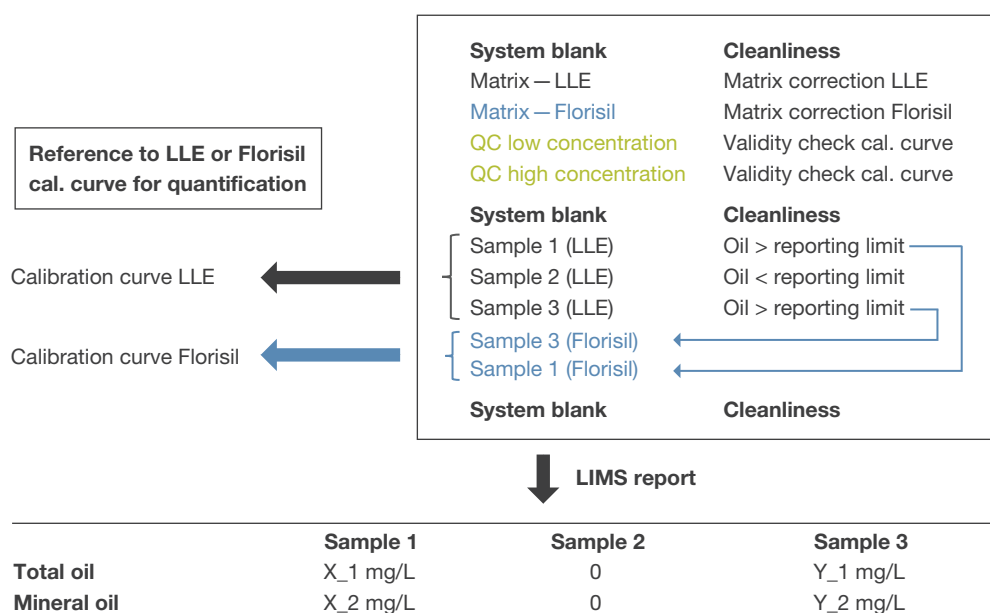 System blank Cleanliness
Matrix — LLE Matrix correction LLE
Matrix — Florisil Matrix correction Florisil
QC low concentration Validity check cal. curve
QC high concentration Validity check cal. curve
Reference to LLE or Florisil
cal. curve for quantification
System blank Cleanliness
Sample 1 (LLE) Oil > reporting limit
Calibration curve LLE Sample 2 (LLE) Oil < reporting limit
Sample 3 (LLE) Oil > reporting limit
Sample 3 (Florisil)
Calibration curve Florisil
Sample 1 (Florisil)
System blank Cleanliness
LIMS report
Sample 1 Sample 2 Sample 3
Total oil X_1 mg/L 0 Y_1 mg/L
Mineral oil X_2 mg/L 0 Y_2 mg/L